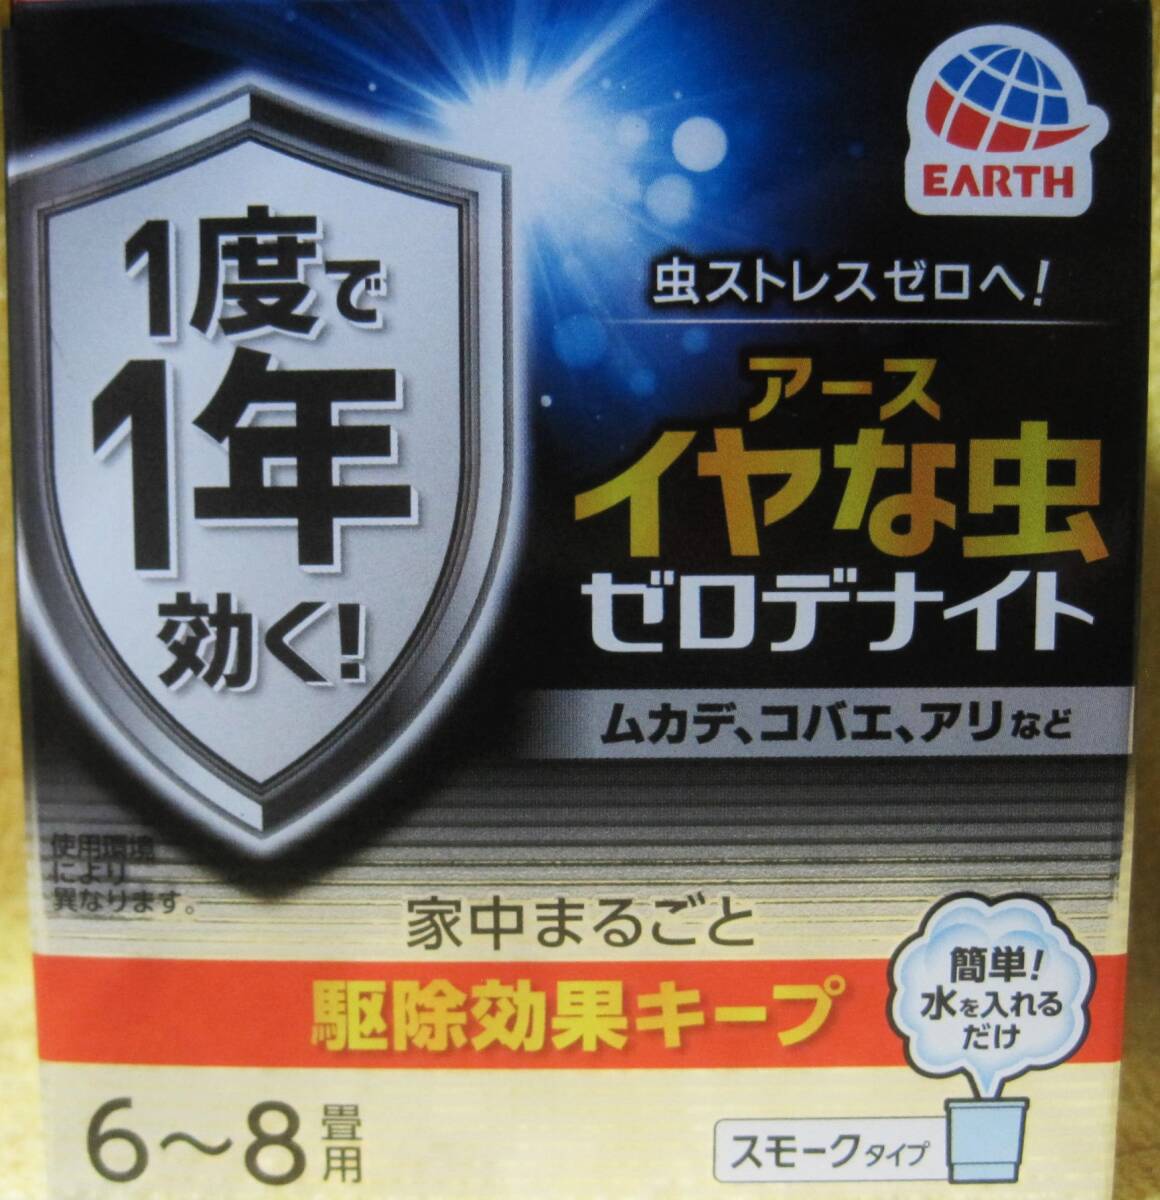 EARTH
1度で
1年
効く!
虫ストレスゼロへ!
アース
イヤな虫
ゼロデナイト
ムカデ、コバエ、アリなど
使用環境
により
異なります。
家中まるごと
駆除効果キープ
簡単!
水を入れる
だけ
6〜8畳用
スモークタイプ